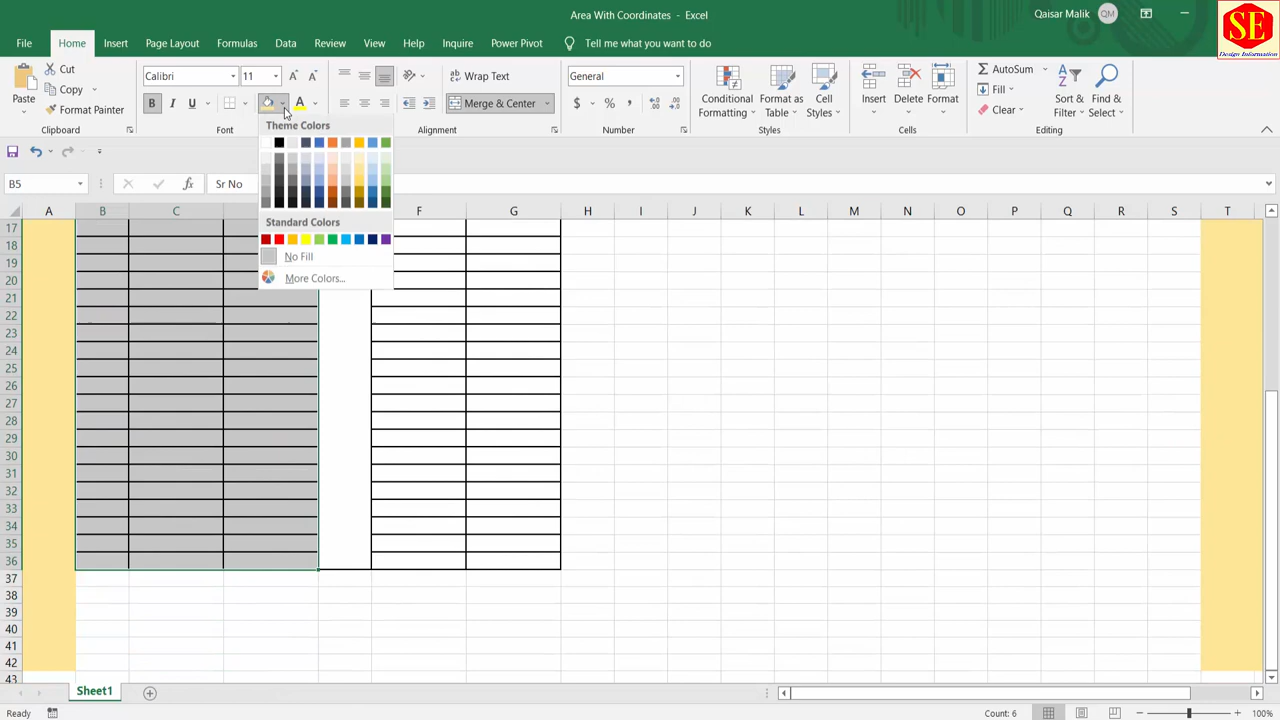 Area With Coordinates - Excel
Qaisar Malik QM
SE
Design Information
File Home Insert Page Layout Formulas Data Review View Help Inquire Power Pivot Tell me what you want to do
Paste
Cut
Copy
Format Painter
Clipboard
Calibri 11
B I U
Font
Wrap Text
Merge & Center
Alignment
General
$ % ,
Number
Conditional Formatting
Format as Table
Cell Styles
Styles
Insert
Delete
Format
Cells
AutoSum
Fill
Clear
Sort & Filter
Find & Select
Editing
Theme Colors
Standard Colors
No Fill
More Colors...
B5 fx Sr No
A B C F G H I J K L M N O P Q R S T
17
18
19
20
21
22
23
24
25
26
27
28
29
30
31
32
33
34
35
36
37
38
39
40
41
42
43
Sheet1
Ready
Count: 6
100%